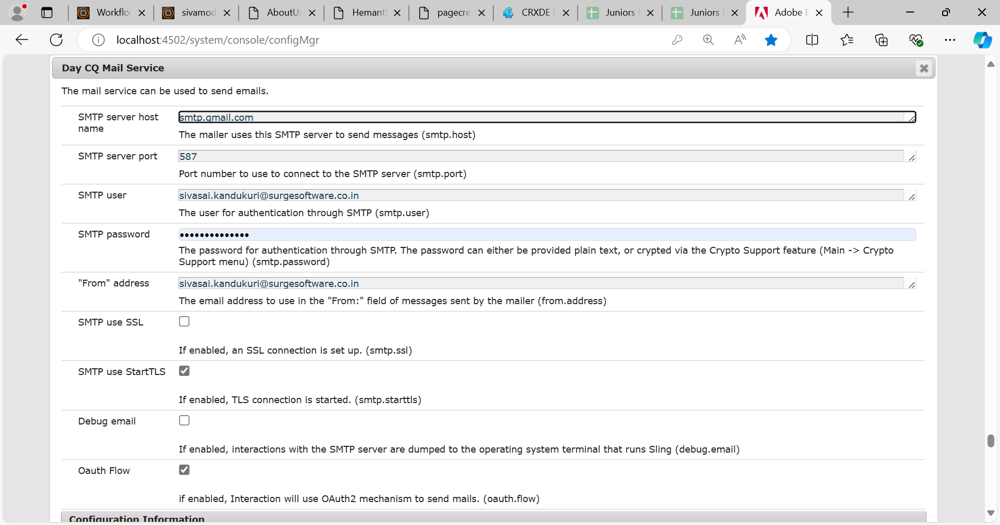 Workflo
sivamod
AboutUs
Hemant
pagecre
CRXDE L
Juniors
Juniors
Adobe E
localhost:4502/system/console/configMgr
Day CQ Mail Service
The mail service can be used to send emails.
SMTP server host name
smtp.gmail.com
The mailer uses this SMTP server to send messages (smtp.host)
SMTP server port
587
Port number to use to connect to the SMTP server (smtp.port)
SMTP user
sivasai.kandukuri@surgesoftware.co.in
The user for authentication through SMTP (smtp.user)
SMTP password
••••••••••••••
The password for authentication through SMTP. The password can either be provided plain text, or crypted via the Crypto Support feature (Main -> Crypto
Support menu) (smtp.password)
"From" address
sivasai.kandukuri@surgesoftware.co.in
The email address to use in the "From:" field of messages sent by the mailer (from.address)
SMTP use SSL
If enabled, an SSL connection is set up. (smtp.ssl)
SMTP use StartTLS
If enabled, TLS connection is started. (smtp.starttls)
Debug email
If enabled, interactions with the SMTP server are dumped to the operating system terminal that runs Sling (debug.email)
Oauth Flow
if enabled, Interaction will use OAuth2 mechanism to send mails. (oauth.flow)
Configuration Information